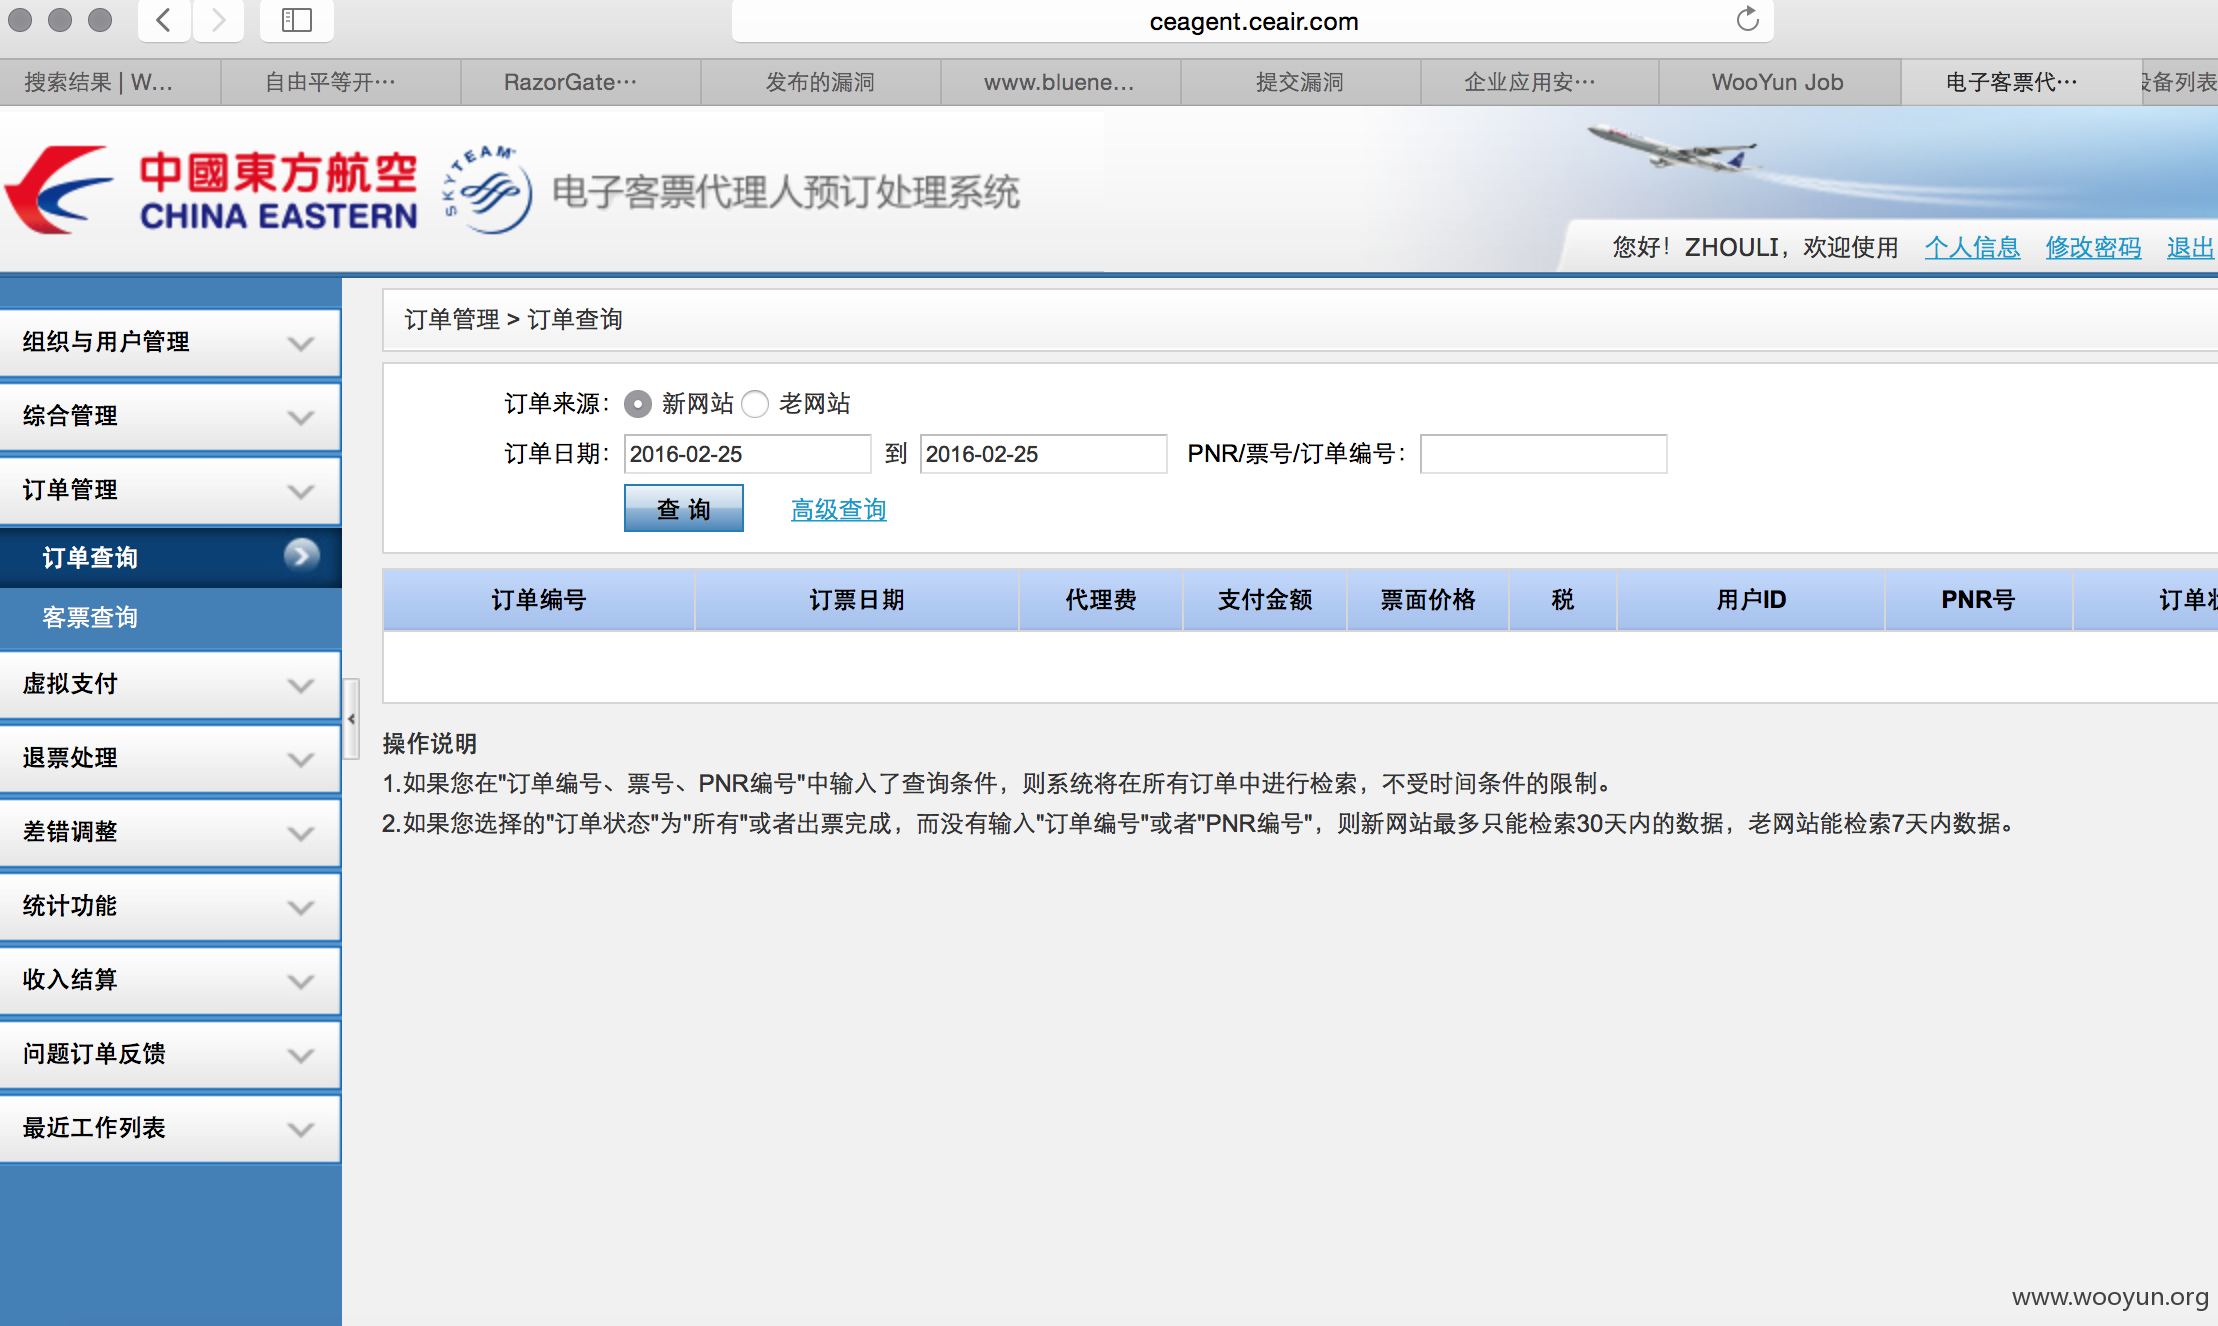 ceagent.ceair.com
搜索结果 | W...
自由平等开...
RazorGate...
发布的漏洞
www.bluene...
提交漏洞
企业应用安...
WooYun Job
电子客票代...
备列表
中國東方航空
CHINA EASTERN
SKYTEAM
电子客票代理人预订处理系统
您好！ZHOULI，欢迎使用 个人信息 修改密码 退出
组织与用户管理
综合管理
订单管理
订单查询
客票查询
虚拟支付
退票处理
差错调整
统计功能
收入结算
问题订单反馈
最近工作列表
订单管理 > 订单查询
订单来源： 新网站 老网站
订单日期： 2016-02-25 到 2016-02-25 PNR/票号/订单编号：
查 询 高级查询
订单编号 订票日期 代理费 支付金额 票面价格 税 用户ID PNR号 订单
操作说明
1.如果您在"订单编号、票号、PNR编号"中输入了查询条件，则系统将在所有订单中进行检索，不受时间条件的限制。
2.如果您选择的"订单状态"为"所有"或者出票完成，而没有输入"订单编号"或者"PNR编号"，则新网站最多只能检索30天内的数据，老网站能检索7天内数据。
www.wooyun.org